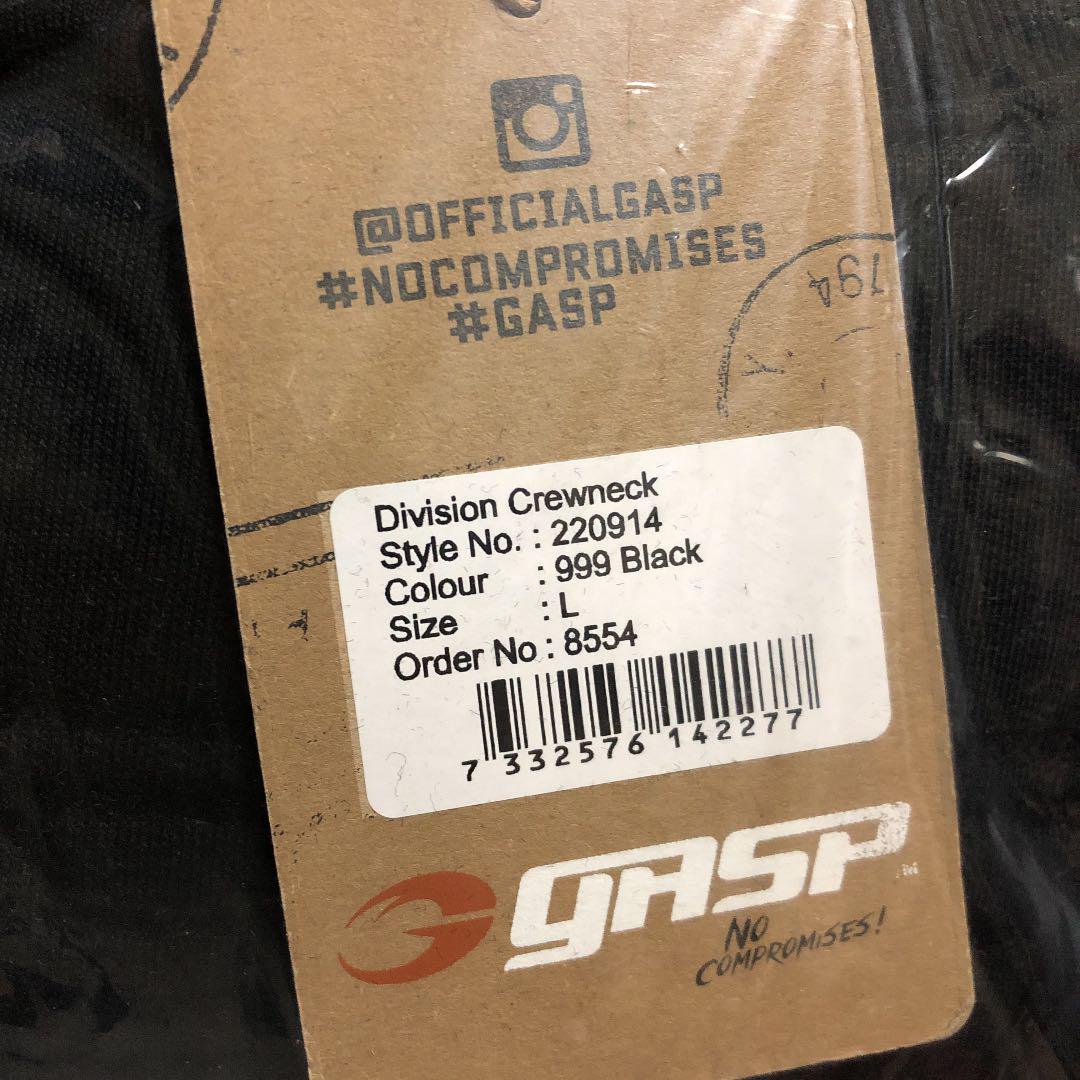 @OFFICIALGASP
#NOCOMPROMISES
#GASP
794
Division Crewneck
Style No. : 220914
Colour : 999 Black
Size : L
Order No : 8554
7 332576 142277
GASP
NO
COMPROMISES!